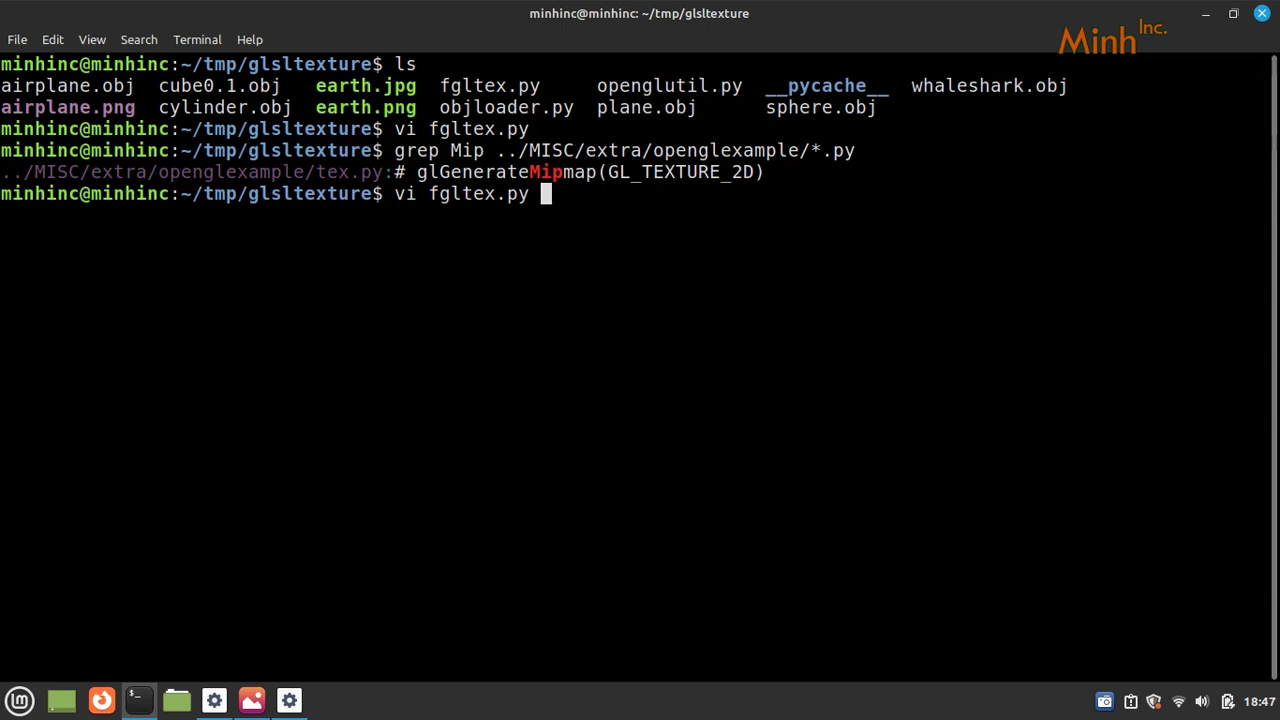 minhinc@minhinc: ~/tmp/glsltexture
File Edit View Search Terminal Help
Minh Inc.
minhinc@minhinc:~/tmp/glsltexture$ ls
airplane.obj cube0.1.obj earth.jpg fgltex.py openglutil.py __pycache__ whaleshark.obj
airplane.png cylinder.obj earth.png objloader.py plane.obj sphere.obj
minhinc@minhinc:~/tmp/glsltexture$ vi fgltex.py
minhinc@minhinc:~/tmp/glsltexture$ grep Mip ../MISC/extra/openglexample/*.py
../MISC/extra/openglexample/tex.py:# glGenerateMipmap(GL_TEXTURE_2D)
minhinc@minhinc:~/tmp/glsltexture$ vi fgltex.py
18:47